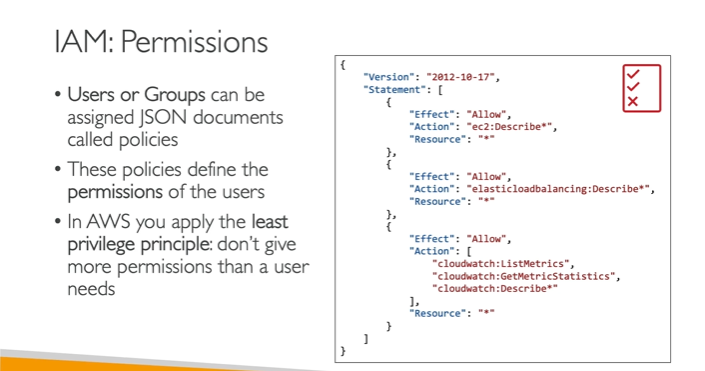 IAM: Permissions
• Users or Groups can be
assigned JSON documents
called policies
• These policies define the
permissions of the users
• In AWS you apply the least
privilege principle: don't give
more permissions than a user
needs
{
    "Version": "2012-10-17",
    "Statement": [
        {
            "Effect": "Allow",
            "Action": "ec2:Describe*",
            "Resource": "*"
        },
        {
            "Effect": "Allow",
            "Action": "elasticloadbalancing:Describe*",
            "Resource": "*"
        },
        {
            "Effect": "Allow",
            "Action": [
                "cloudwatch:ListMetrics",
                "cloudwatch:GetMetricStatistics",
                "cloudwatch:Describe*"
            ],
            "Resource": "*"
        }
    ]
}